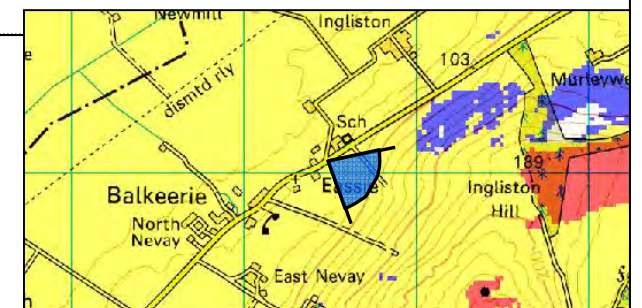 Newmill
Ingliston
e
103
dismtd rly
Murleywe
Sch
189
Eassie
Ingliston
Hill
Balkeerie
North
Nevay
East Nevay
n